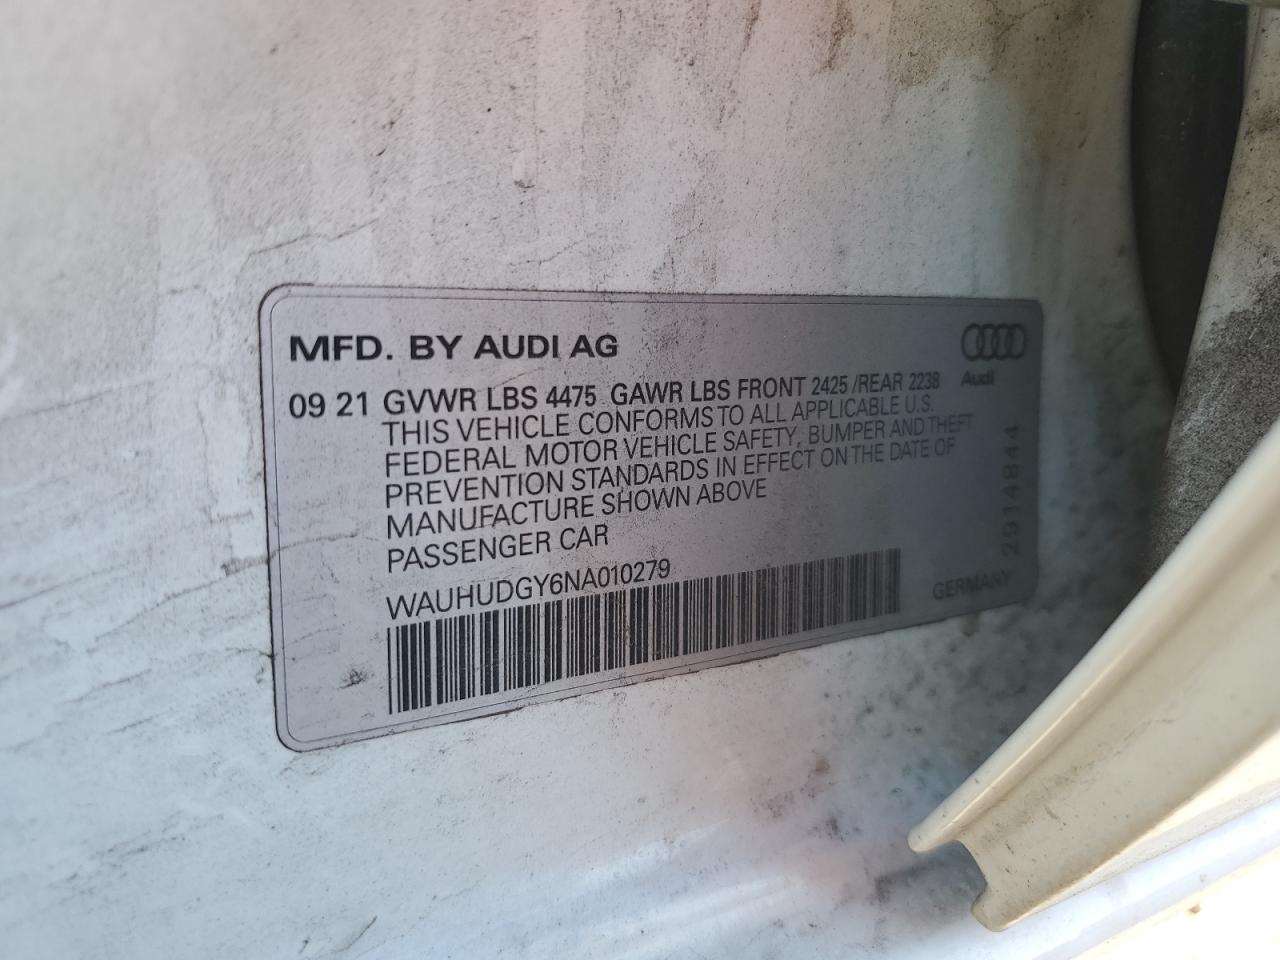 MFD. BY AUDI AG
Audi
09 21 GVWR LBS 4475 GAWR LBS FRONT 2425 /REAR 2238
THIS VEHICLE CONFORMS TO ALL APPLICABLE U.S.
FEDERAL MOTOR VEHICLE SAFETY, BUMPER AND THEFT
PREVENTION STANDARDS IN EFFECT ON THE DATE OF
MANUFACTURE SHOWN ABOVE
PASSENGER CAR
WAUHUDGY6NA010279
GERMANY
2914844